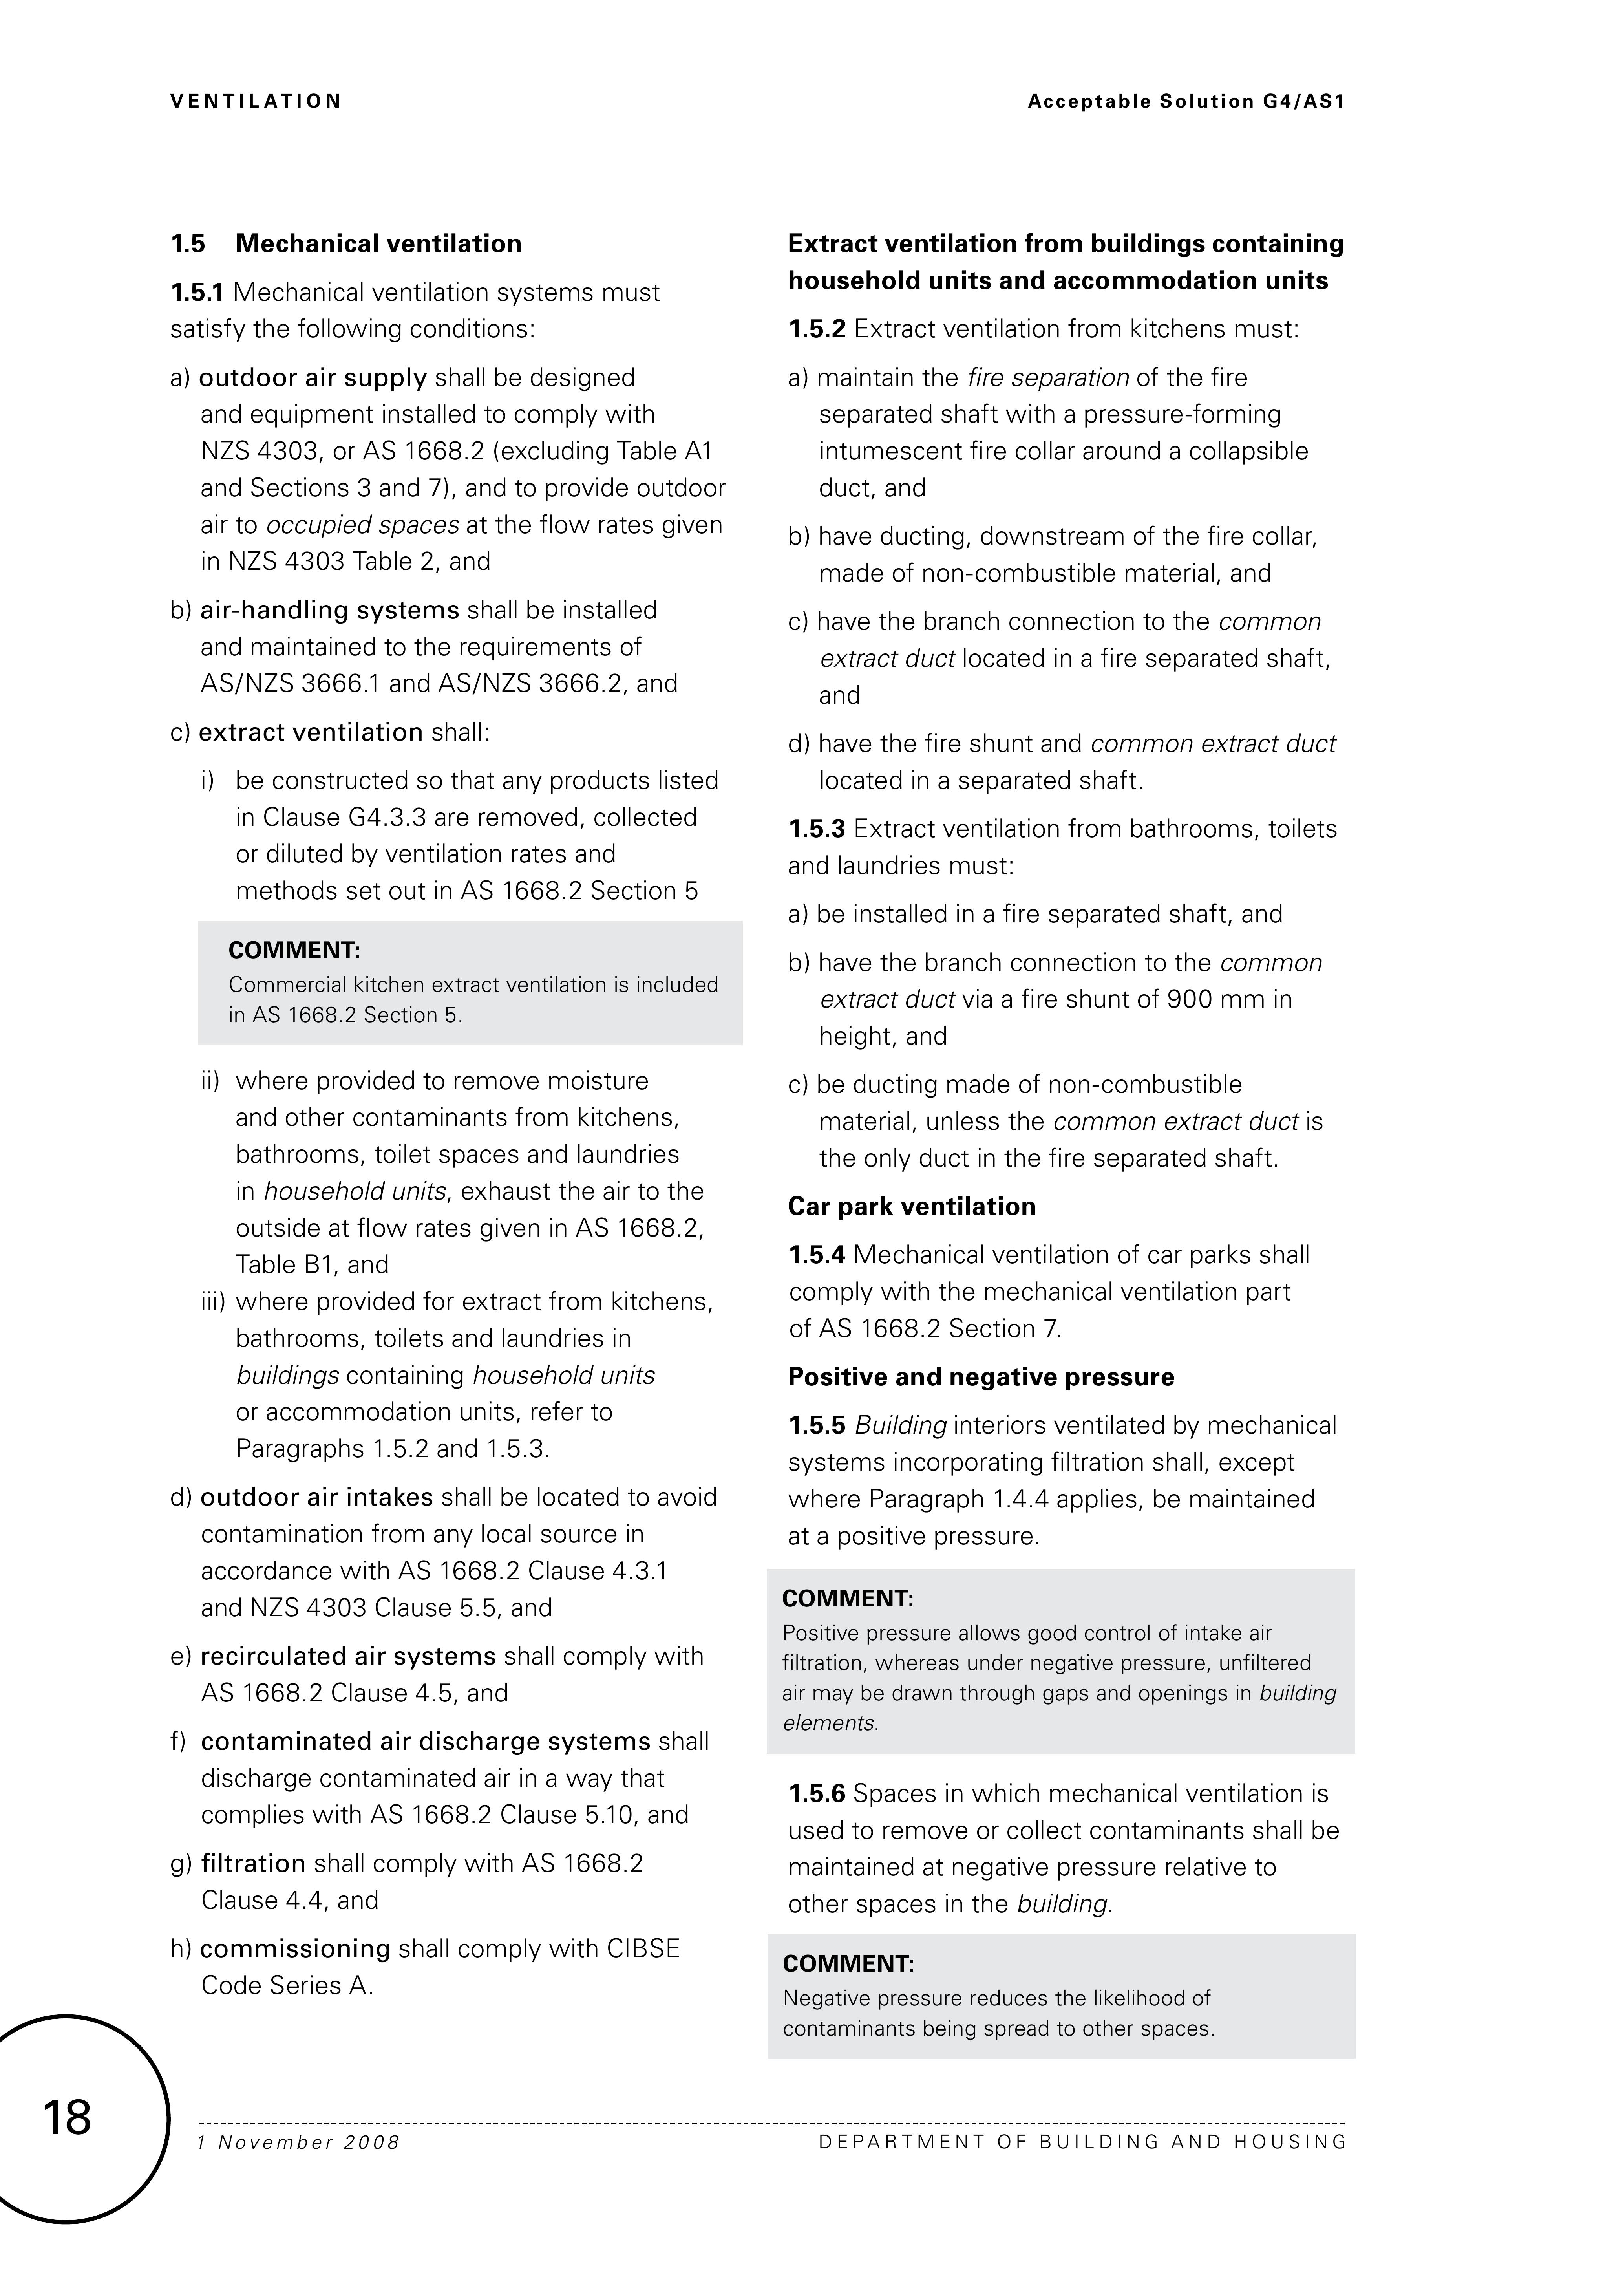 VENTILATION
Acceptable Solution G4/AS1
1.5 Mechanical ventilation
1.5.1 Mechanical ventilation systems must
satisfy the following conditions:
a) outdoor air supply shall be designed
and equipment installed to comply with
NZS 4303, or AS 1668.2 (excluding Table A1
and Sections 3 and 7), and to provide outdoor
air to occupied spaces at the flow rates given
in NZS 4303 Table 2, and
b) air-handling systems shall be installed
and maintained to the requirements of
AS/NZS 3666.1 and AS/NZS 3666.2, and
c) extract ventilation shall:
i) be constructed so that any products listed
in Clause G4.3.3 are removed, collected
or diluted by ventilation rates and
methods set out in AS 1668.2 Section 5
COMMENT:
Commercial kitchen extract ventilation is included
in AS 1668.2 Section 5.
ii) where provided to remove moisture
and other contaminants from kitchens,
bathrooms, toilet spaces and laundries
in household units, exhaust the air to the
outside at flow rates given in AS 1668.2,
Table B1, and
iii) where provided for extract from kitchens,
bathrooms, toilets and laundries in
buildings containing household units
or accommodation units, refer to
Paragraphs 1.5.2 and 1.5.3.
d) outdoor air intakes shall be located to avoid
contamination from any local source in
accordance with AS 1668.2 Clause 4.3.1
and NZS 4303 Clause 5.5, and
e) recirculated air systems shall comply with
AS 1668.2 Clause 4.5, and
f) contaminated air discharge systems shall
discharge contaminated air in a way that
complies with AS 1668.2 Clause 5.10, and
g) filtration shall comply with AS 1668.2
Clause 4.4, and
h) commissioning shall comply with CIBSE
Code Series A.
Extract ventilation from buildings containing
household units and accommodation units
1.5.2 Extract ventilation from kitchens must:
a) maintain the fire separation of the fire
separated shaft with a pressure-forming
intumescent fire collar around a collapsible
duct, and
b) have ducting, downstream of the fire collar,
made of non-combustible material, and
c) have the branch connection to the common
extract duct located in a fire separated shaft,
and
d) have the fire shunt and common extract duct
located in a separated shaft.
1.5.3 Extract ventilation from bathrooms, toilets
and laundries must:
a) be installed in a fire separated shaft, and
b) have the branch connection to the common
extract duct via a fire shunt of 900 mm in
height, and
c) be ducting made of non-combustible
material, unless the common extract duct is
the only duct in the fire separated shaft.
Car park ventilation
1.5.4 Mechanical ventilation of car parks shall
comply with the mechanical ventilation part
of AS 1668.2 Section 7.
Positive and negative pressure
1.5.5 Building interiors ventilated by mechanical
systems incorporating filtration shall, except
where Paragraph 1.4.4 applies, be maintained
at a positive pressure.
COMMENT:
Positive pressure allows good control of intake air
filtration, whereas under negative pressure, unfiltered
air may be drawn through gaps and openings in building
elements.
1.5.6 Spaces in which mechanical ventilation is
used to remove or collect contaminants shall be
maintained at negative pressure relative to
other spaces in the building.
COMMENT:
Negative pressure reduces the likelihood of
contaminants being spread to other spaces.
18
1 November 2008
DEPARTMENT OF BUILDING AND HOUSING